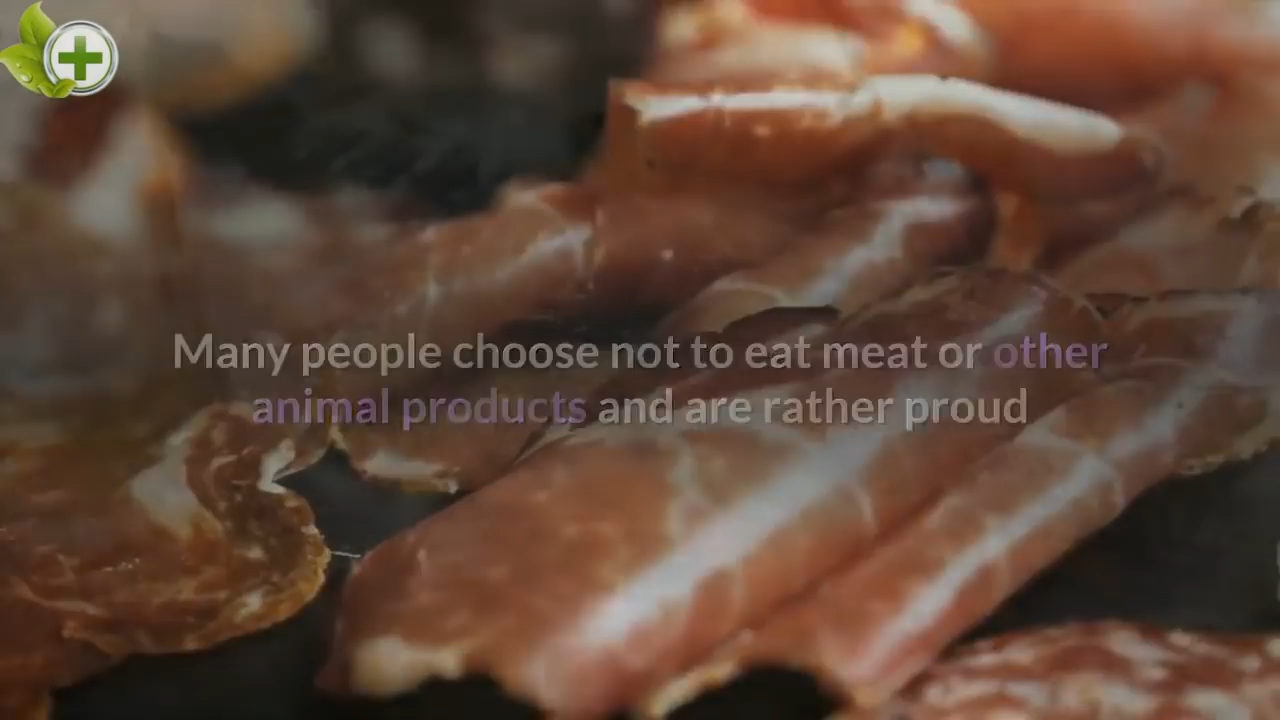 Many people choose not to eat meat or other
animal products and are rather proud